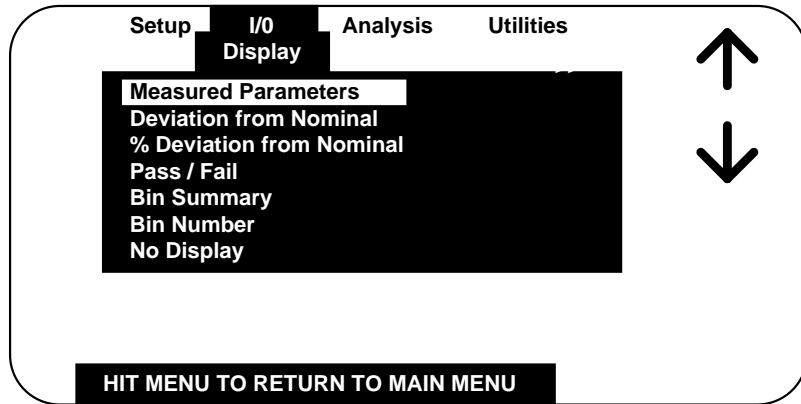 Setup I/0 Analysis Utilities
Display
Measured Parameters
Deviation from Nominal
% Deviation from Nominal
Pass / Fail
Bin Summary
Bin Number
No Display
HIT MENU TO RETURN TO MAIN MENU